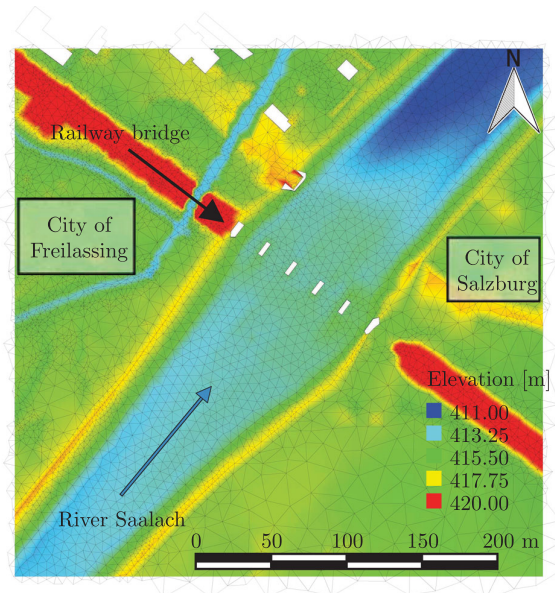 N
Railway bridge
City of
Freilassing
City of
Salzburg
Elevation [m]
411.00
413.25
415.50
417.75
420.00
River Saalach
0 50 100 150 200 m